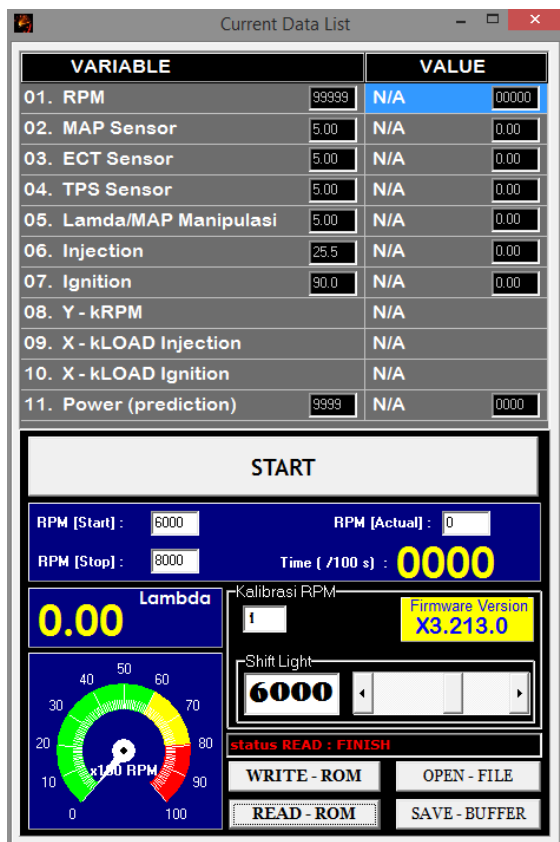 Current Data List
VARIABLE VALUE
01. RPM 99999 N/A 00000
02. MAP Sensor 5.00 N/A 0.00
03. ECT Sensor 5.00 N/A 0.00
04. TPS Sensor 5.00 N/A 0.00
05. Lamda/MAP Manipulasi 5.00 N/A 0.00
06. Injection 25.5 N/A 0.00
07. Ignition 90.0 N/A 0.00
08. Y - kRPM N/A
09. X - kLOAD Injection N/A
10. X - kLOAD Ignition N/A
11. Power (prediction) 9999 N/A 0000
START
RPM [Start] : 6000 RPM [Actual] : 0
RPM [Stop] : 8000 Time ( /100 s) : 0000
Lambda
0.00
Kalibrasi RPM
1
Firmware Version
X3.213.0
Shift Light
6000
0 10 20 30 40 50 60 70 80 90 100
x100 RPM
status READ : FINISH
WRITE - ROM OPEN - FILE
READ - ROM SAVE - BUFFER